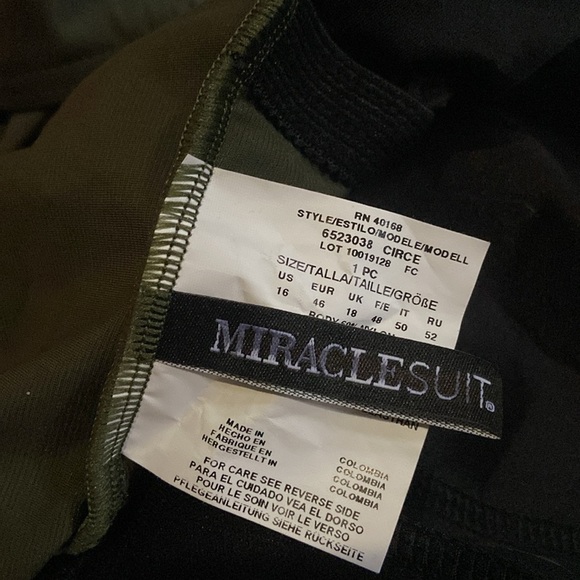 RN 40168
STYLE/ESTILO/MODELE/MODELL
6523038 CIRCE
LOT 10019128 FC
1 PC
SIZE/TALLA/TAILLE/GRÖßE
US EUR UK F/E IT RU
16 46 18 48 50 52
BODY
MIRACLESUIT®
MADE IN COLOMBIA
HECHO EN COLOMBIA
FABRIQUE EN COLOMBIA
HERGESTELLT IN COLOMBIA
FOR CARE SEE REVERSE SIDE
PARA EL CUIDADO VEA EL DORSO
POUR LE SOIN VOIR LE VERSO
PFLEGEANLEITUNG SIEHE RUCKSEITE